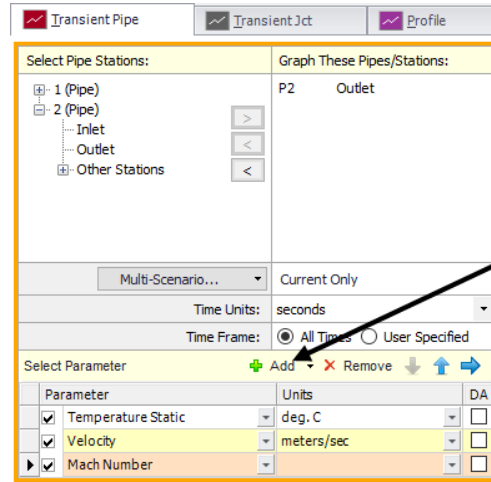 Transient Pipe Transient Jct Profile
Select Pipe Stations: Graph These Pipes/Stations:
1 (Pipe) P2 Outlet
2 (Pipe)
Inlet >
Outlet <
Other Stations <
Multi-Scenario... Current Only
Time Units: seconds
Time Frame: All Times User Specified
Select Parameter Add Remove
Parameter Units DA
Temperature Static deg. C
Velocity meters/sec
Mach Number